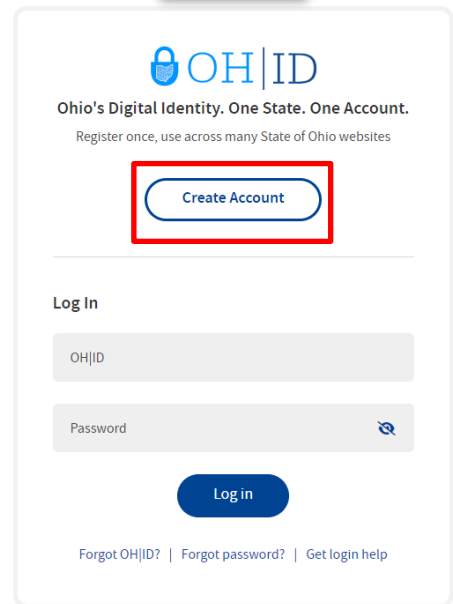 OH|ID
Ohio's Digital Identity. One State. One Account.
Register once, use across many State of Ohio websites
Create Account
Log In
OH|ID
Password
Log in
Forgot OH|ID? | Forgot password? | Get login help